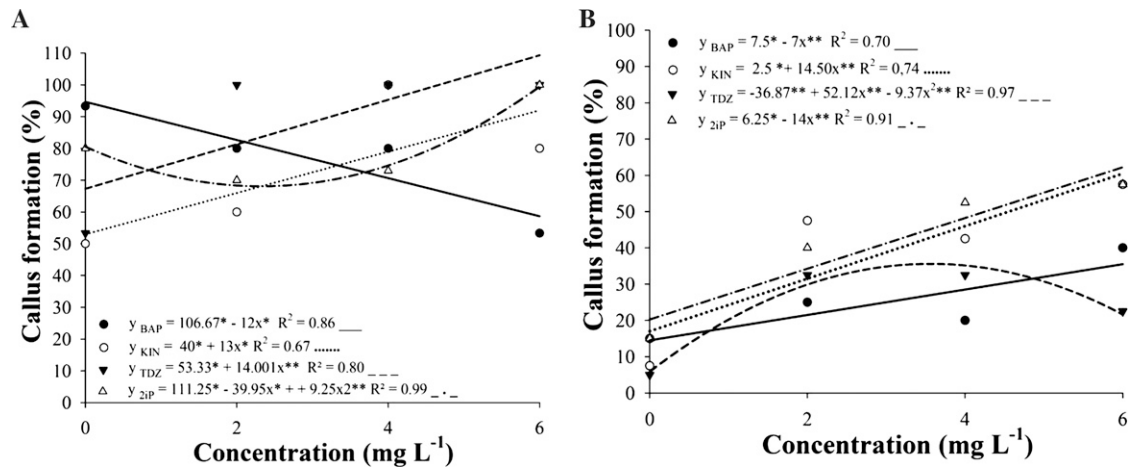 A
110
100
90
80
70
60
50
40
30
20
10
0
Callus formation (%)
y BAP = 106.67* - 12x* R² = 0.86 ___
y KIN = 40* + 13x* R² = 0.67 .......
y TDZ = 53.33* + 14.001x** R² = 0.80 _ _ _
y 2iP = 111.25* - 39.95x* + + 9.25x2** R² = 0.99 _ . _
0 2 4 6
Concentration (mg L⁻¹)
B
100
90
80
70
60
50
40
30
20
10
0
Callus formation (%)
y BAP = 7.5* - 7x** R² = 0.70 ___
y KIN = 2.5 *+ 14.50x** R² = 0,74 .......
y TDZ = -36.87** + 52.12x** - 9.37x²** R² = 0.97 _ _ _
y 2iP = 6.25* - 14x** R² = 0.91 _ . _
0 2 4 6
Concentration (mg L⁻¹)